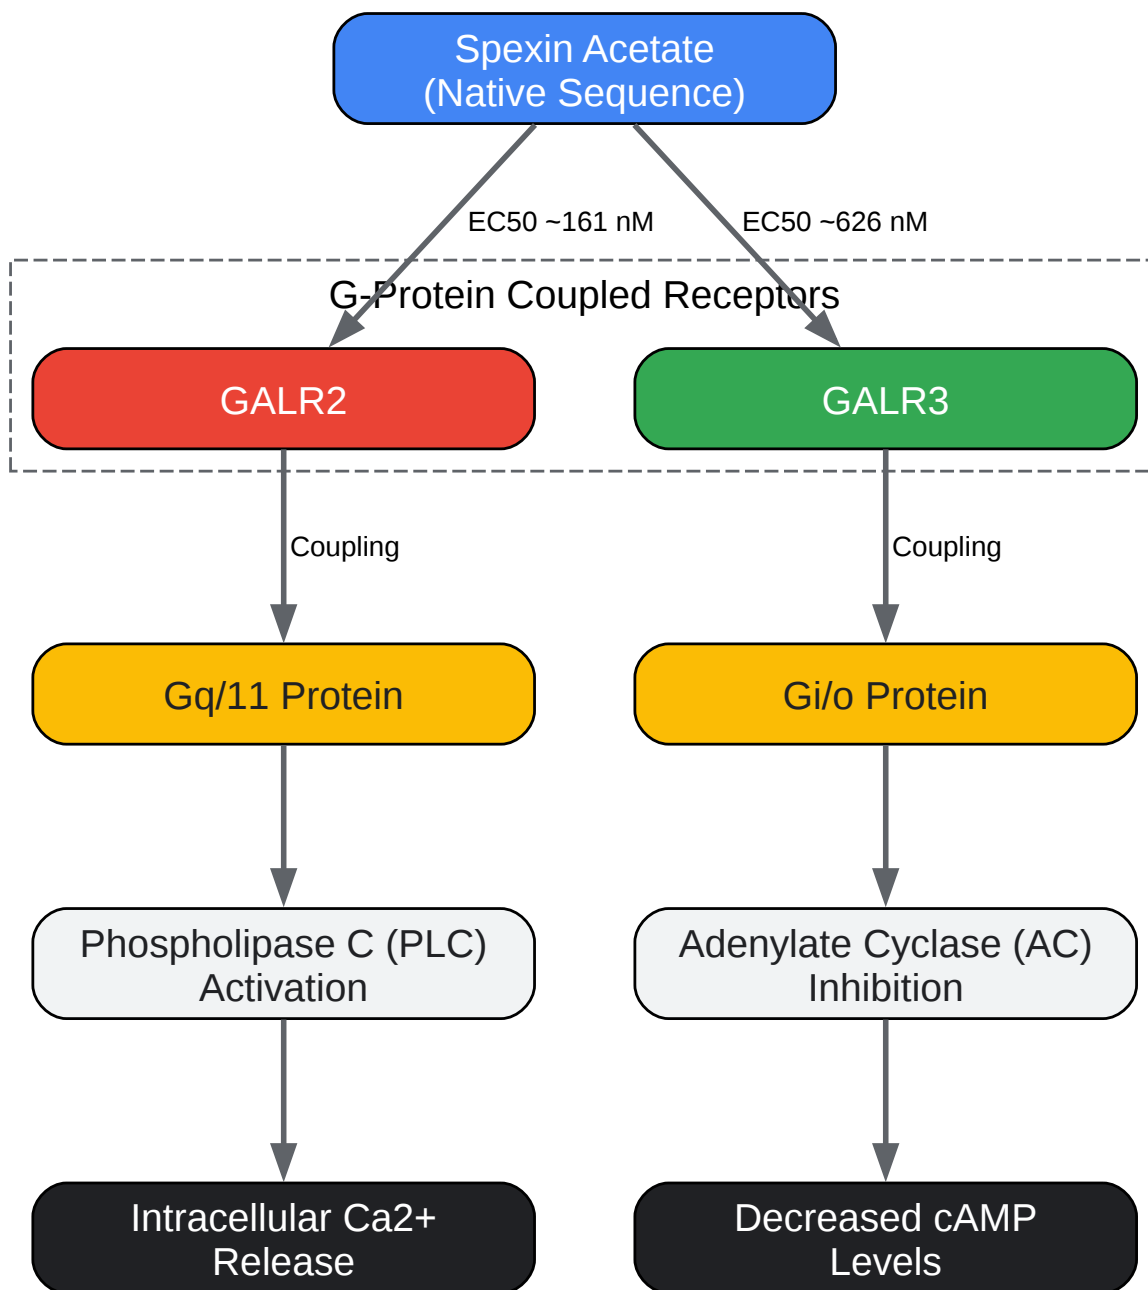 Spexin Acetate
(Native Sequence)
EC50 ~161 nM
EC50 ~626 nM
G-Protein Coupled Receptors
GALR2
GALR3
Coupling
Coupling
Gq/11 Protein
Gi/o Protein
Phospholipase C (PLC)
Activation
Adenylate Cyclase (AC)
Inhibition
Intracellular Ca2+
Release
Decreased cAMP
Levels